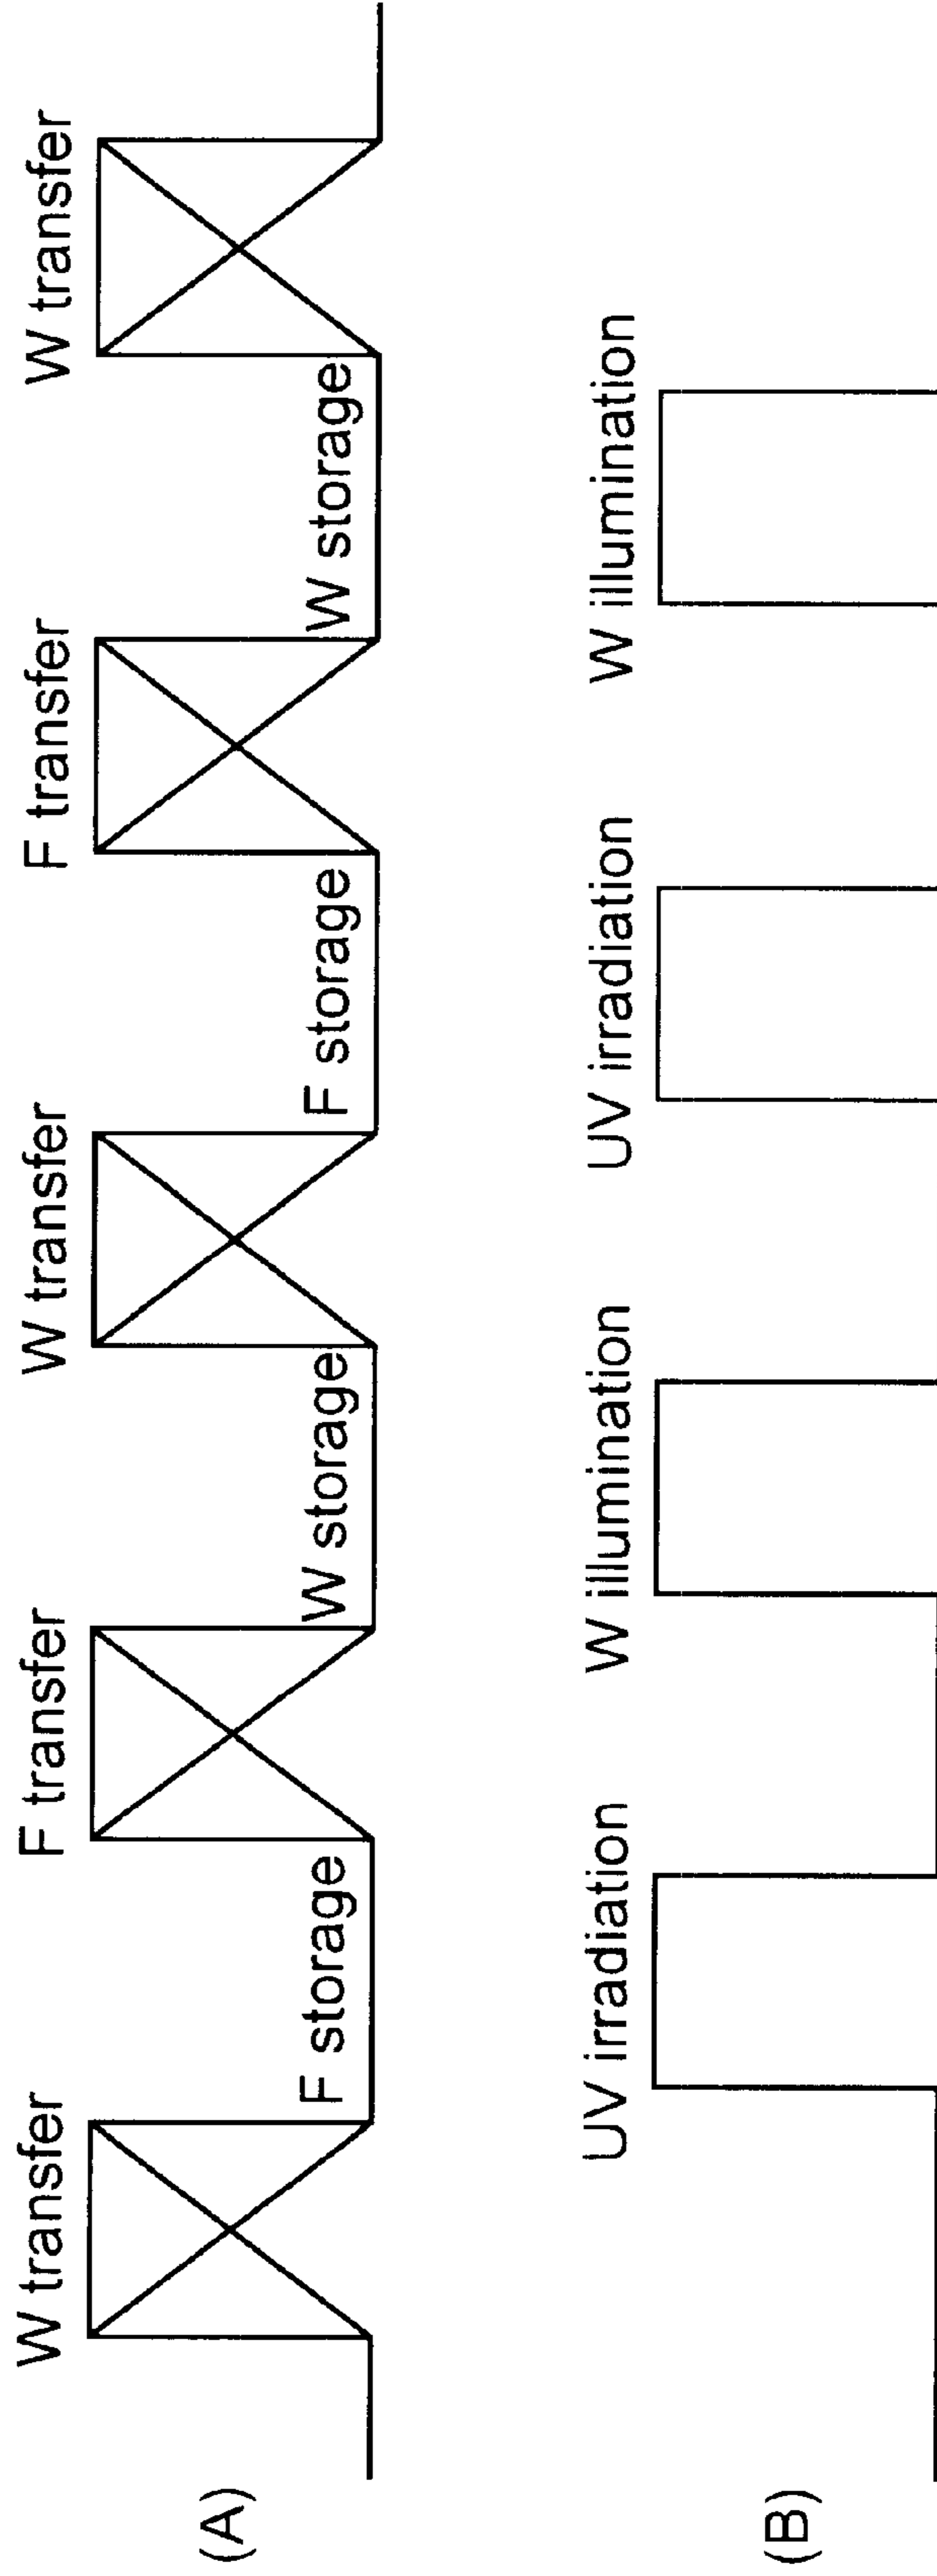 (A)
W transfer
F storage
F transfer
W storage
W transfer
F storage
F transfer
W storage
W transfer
(B)
UV irradiation
W illumination
UV irradiation
W illumination